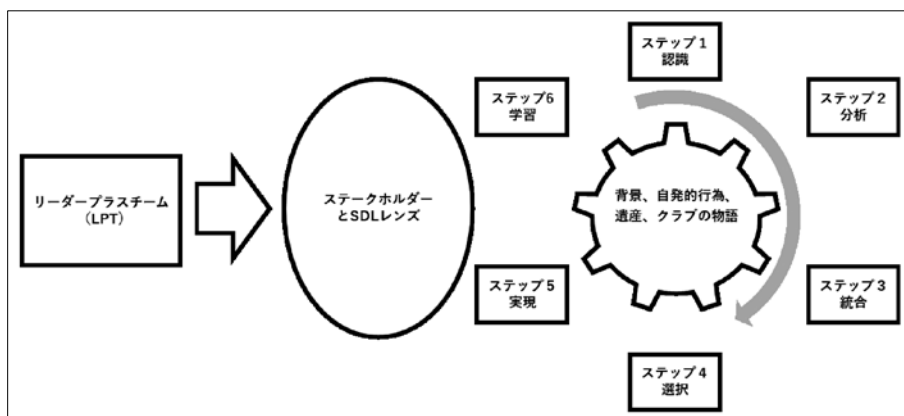 リーダープラスチーム
（LPT）
ステークホルダー
とSDLレンズ
ステップ1
認識
ステップ2
分析
ステップ3
統合
ステップ4
選択
ステップ5
実現
ステップ6
学習
背景、自発的行為、
遺産、クラブの物語